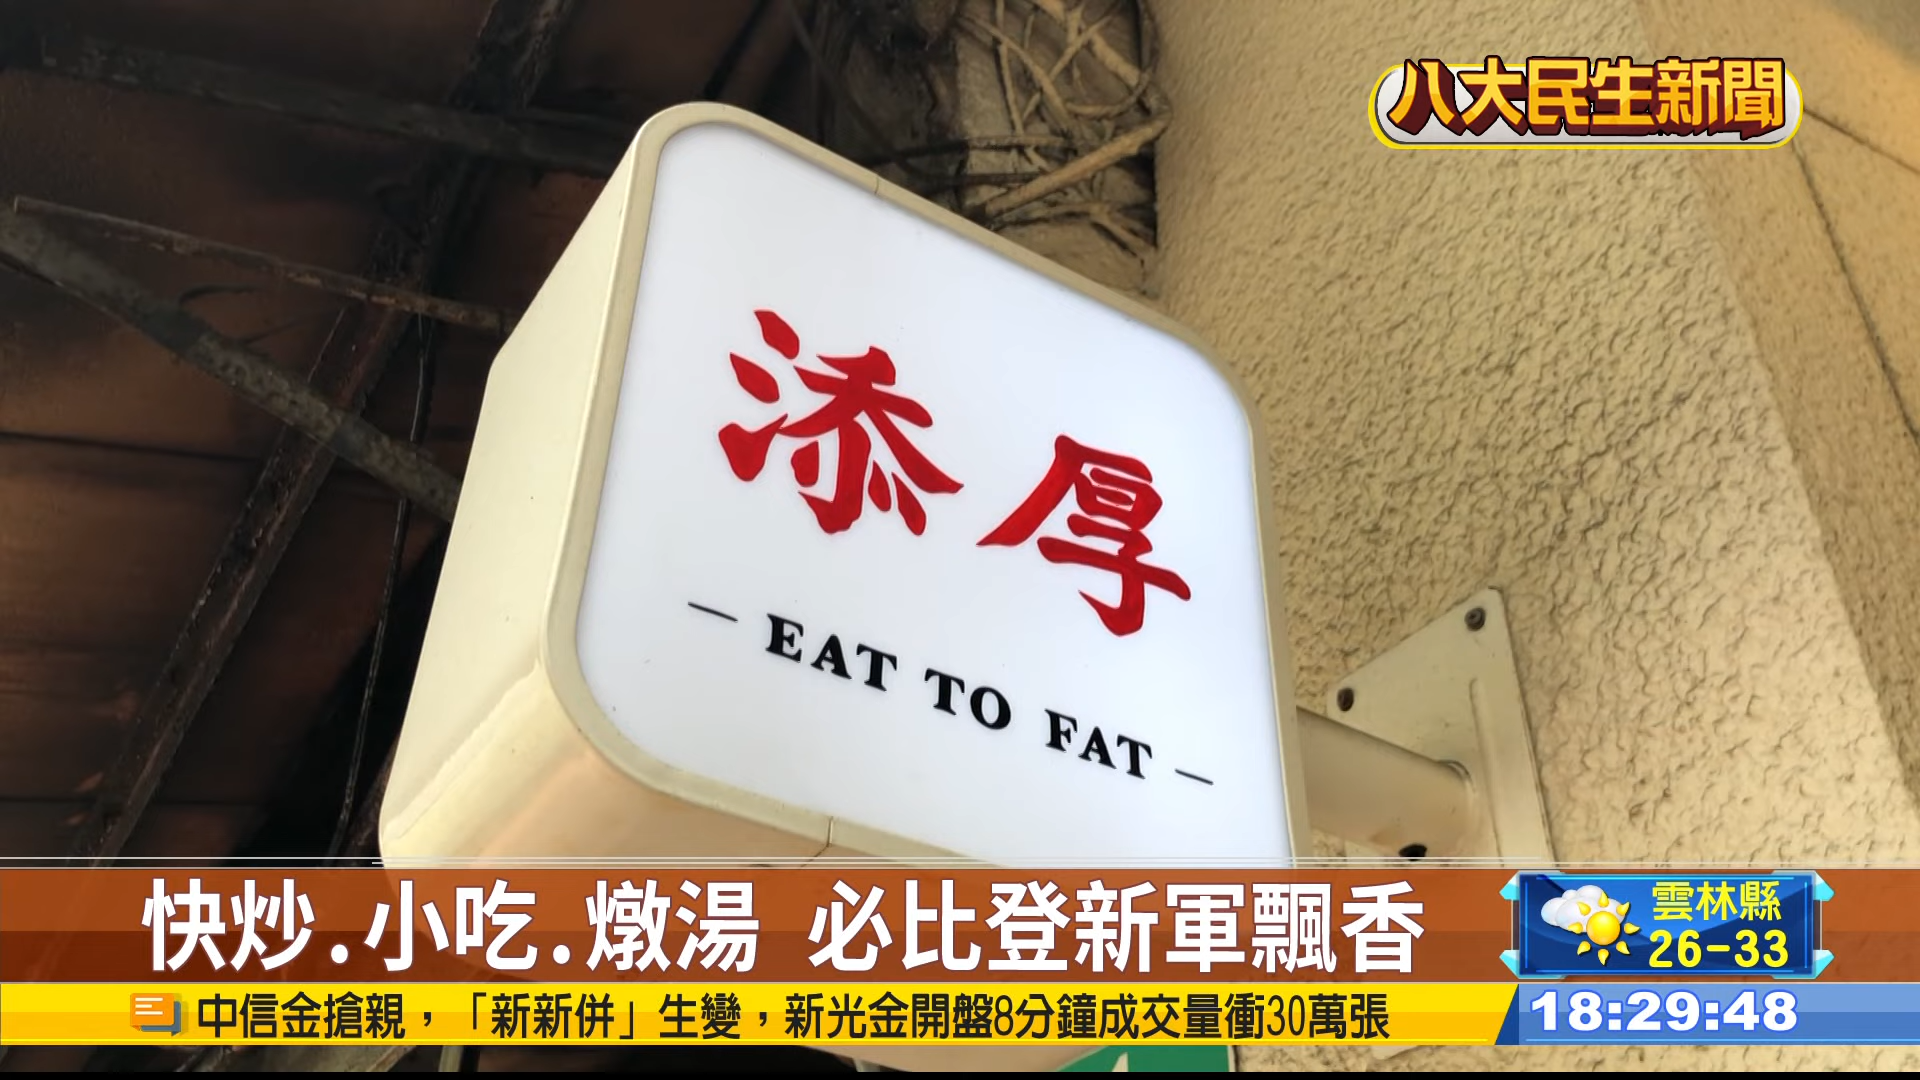 八大民生新聞
添厚
— EAT TO FAT —
快炒.小吃.燉湯 必比登新軍飄香
雲林縣
26-33
中信金搶親，「新新併」生變，新光金開盤8分鐘成交量衝30萬張
18:29:48